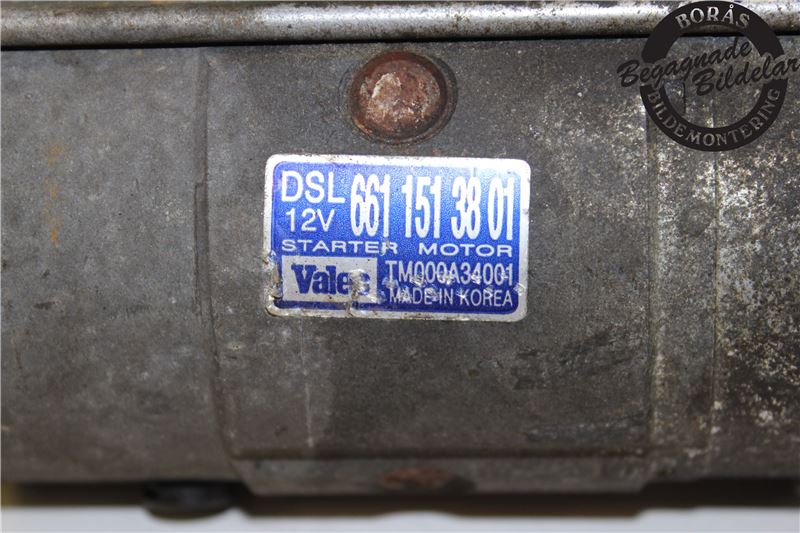 BORÅS
Begagnade
Bildelar
BILDEMONTERING
DSL 661 151 38 01
12V
STARTER MOTOR
Valeo TM000A34001
MADE IN KOREA